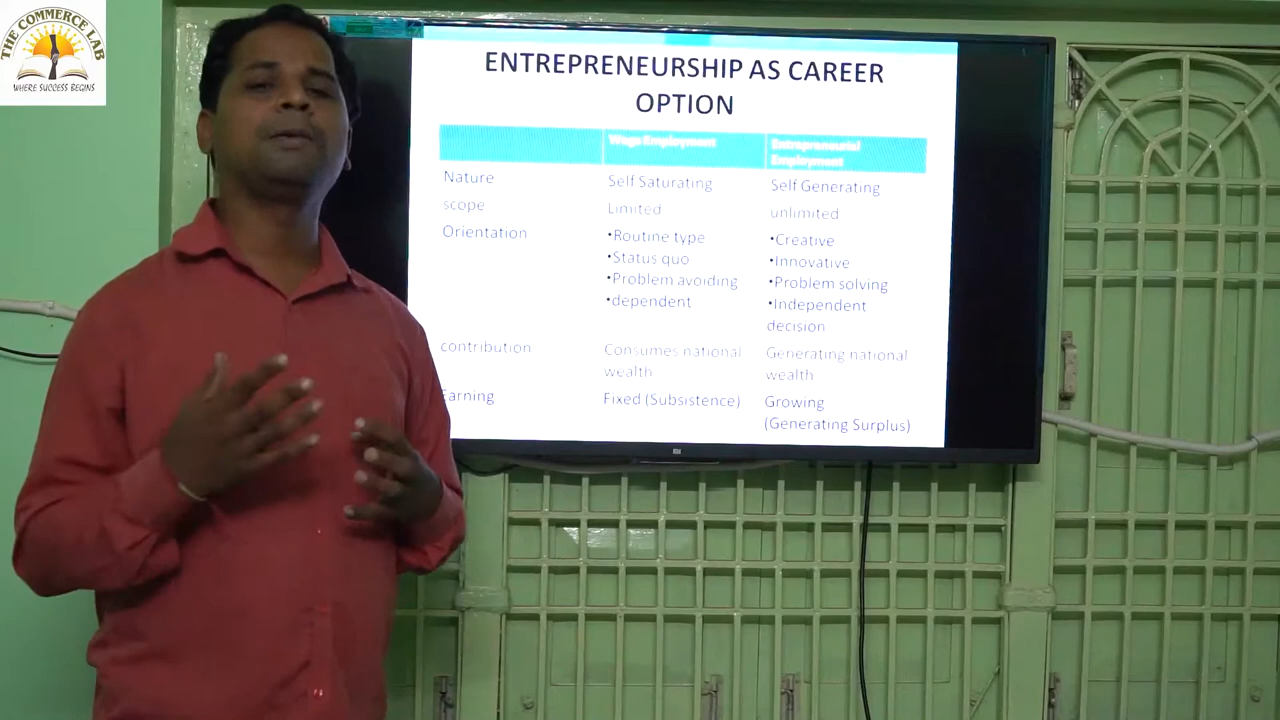 THE COMMERCE LAB
WHERE SUCCESS BEGINS
ENTREPRENEURSHIP AS CAREER
OPTION
Wage Employment
Entrepreneurial
Employment
Nature
Self Saturating
Self Generating
scope
Limited
unlimited
Orientation
•Routine type
•Status quo
•Problem avoiding
•dependent
•Creative
•Innovative
•Problem solving
•Independent
decision
contribution
Consumes national
wealth
Generating national
wealth
Earning
Fixed (Subsistence)
Growing
(Generating Surplus)
MI